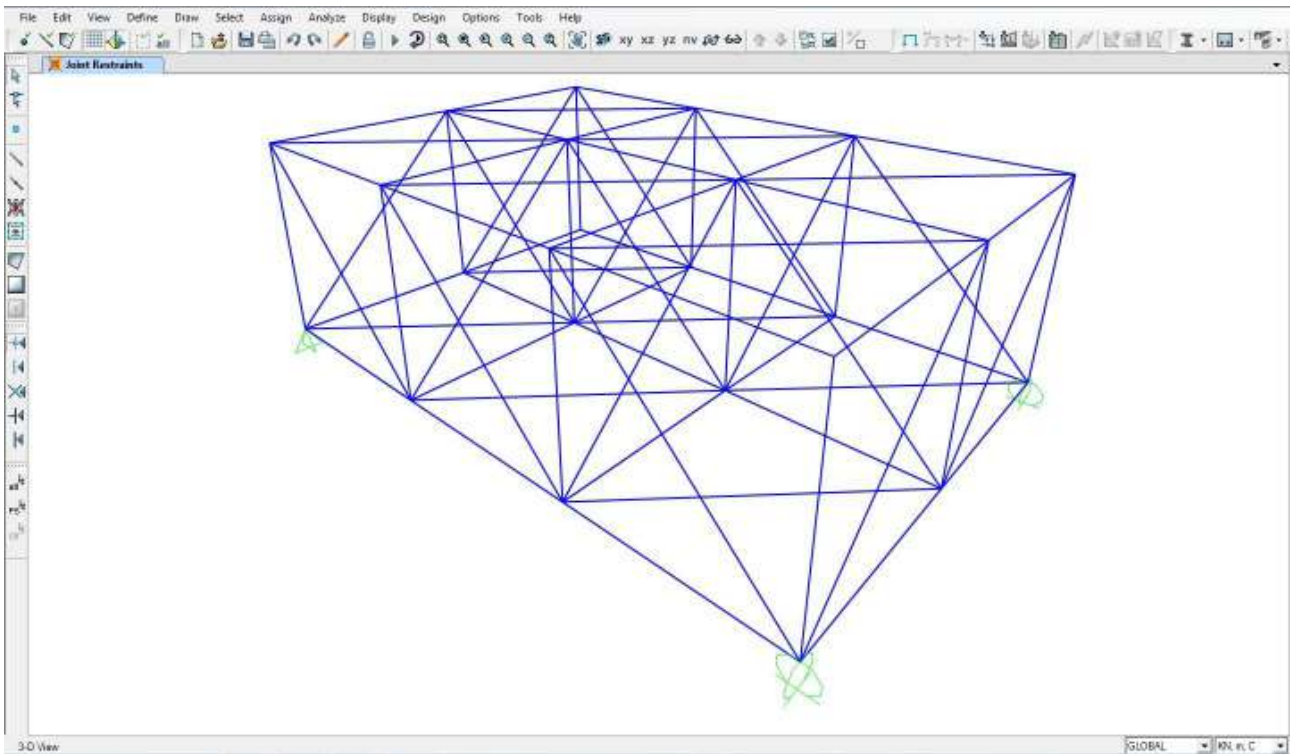 File Edit View Define Draw Select Assign Analyze Display Design Options Tools Help
xy xz yz nv
Joint Restraints
3-D View
GLOBAL
KN, m, C